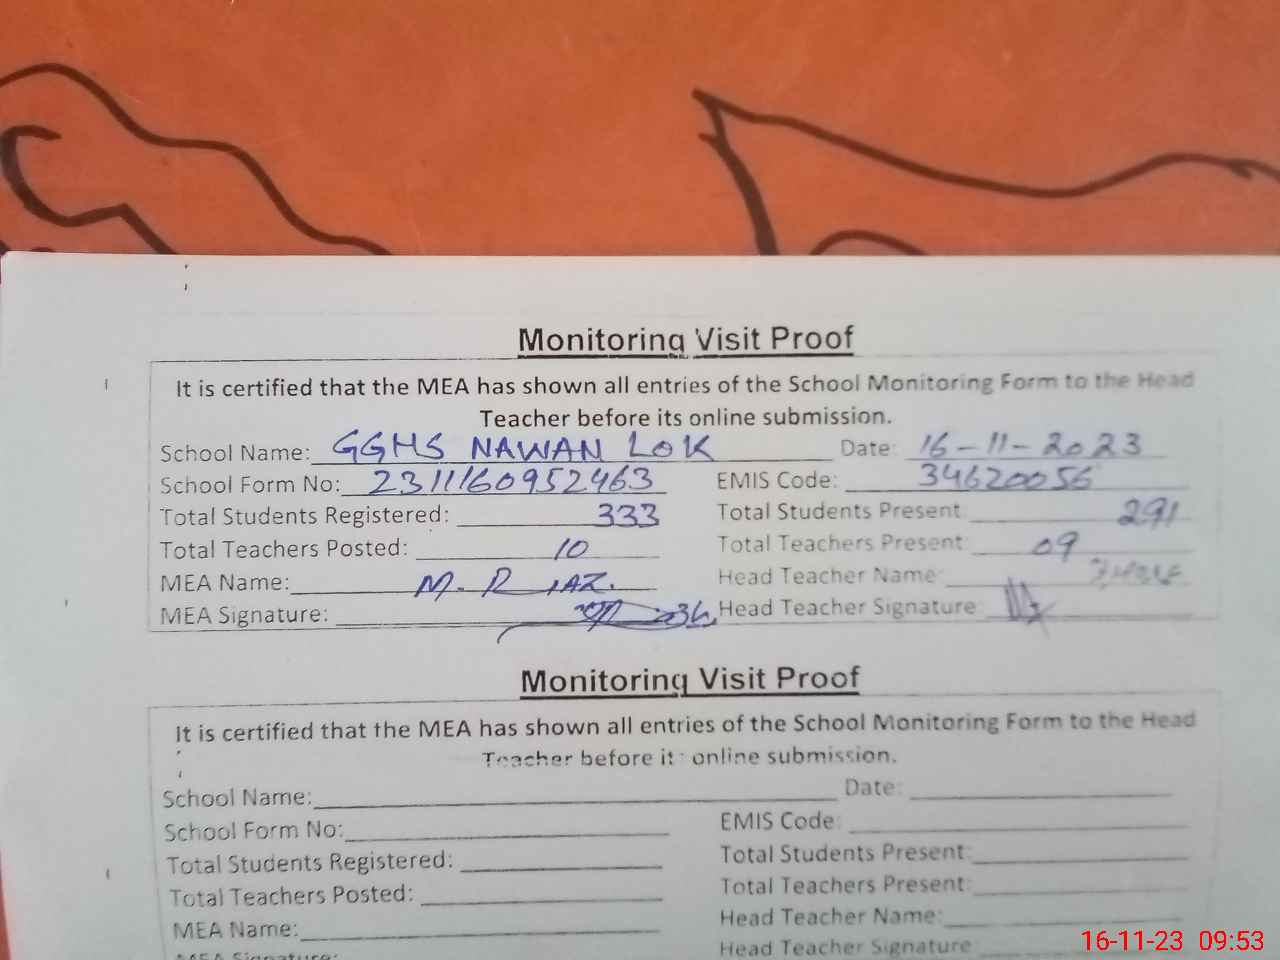 Monitoring Visit Proof
It is certified that the MEA has shown all entries of the School Monitoring Form to the Head
Teacher before its online submission.
School Name: GGHS NAWAN LOK Date: 16-11-2023
School Form No: 2311160952463 EMIS Code: 34620056
Total Students Registered: 333 Total Students Present 291
Total Teachers Posted: 10 Total Teachers Present 09
MEA Name: M. RIAZ. Head Teacher Name:
MEA Signature: Head Teacher Signature
Monitoring Visit Proof
It is certified that the MEA has shown all entries of the School Monitoring Form to the Head
Teacher before its online submission.
School Name: Date:
School Form No: EMIS Code:
Total Students Registered: Total Students Present:
Total Teachers Posted: Total Teachers Present:
MEA Name: Head Teacher Name:
MEA Signature: Head Teacher Signature
16-11-23 09:53